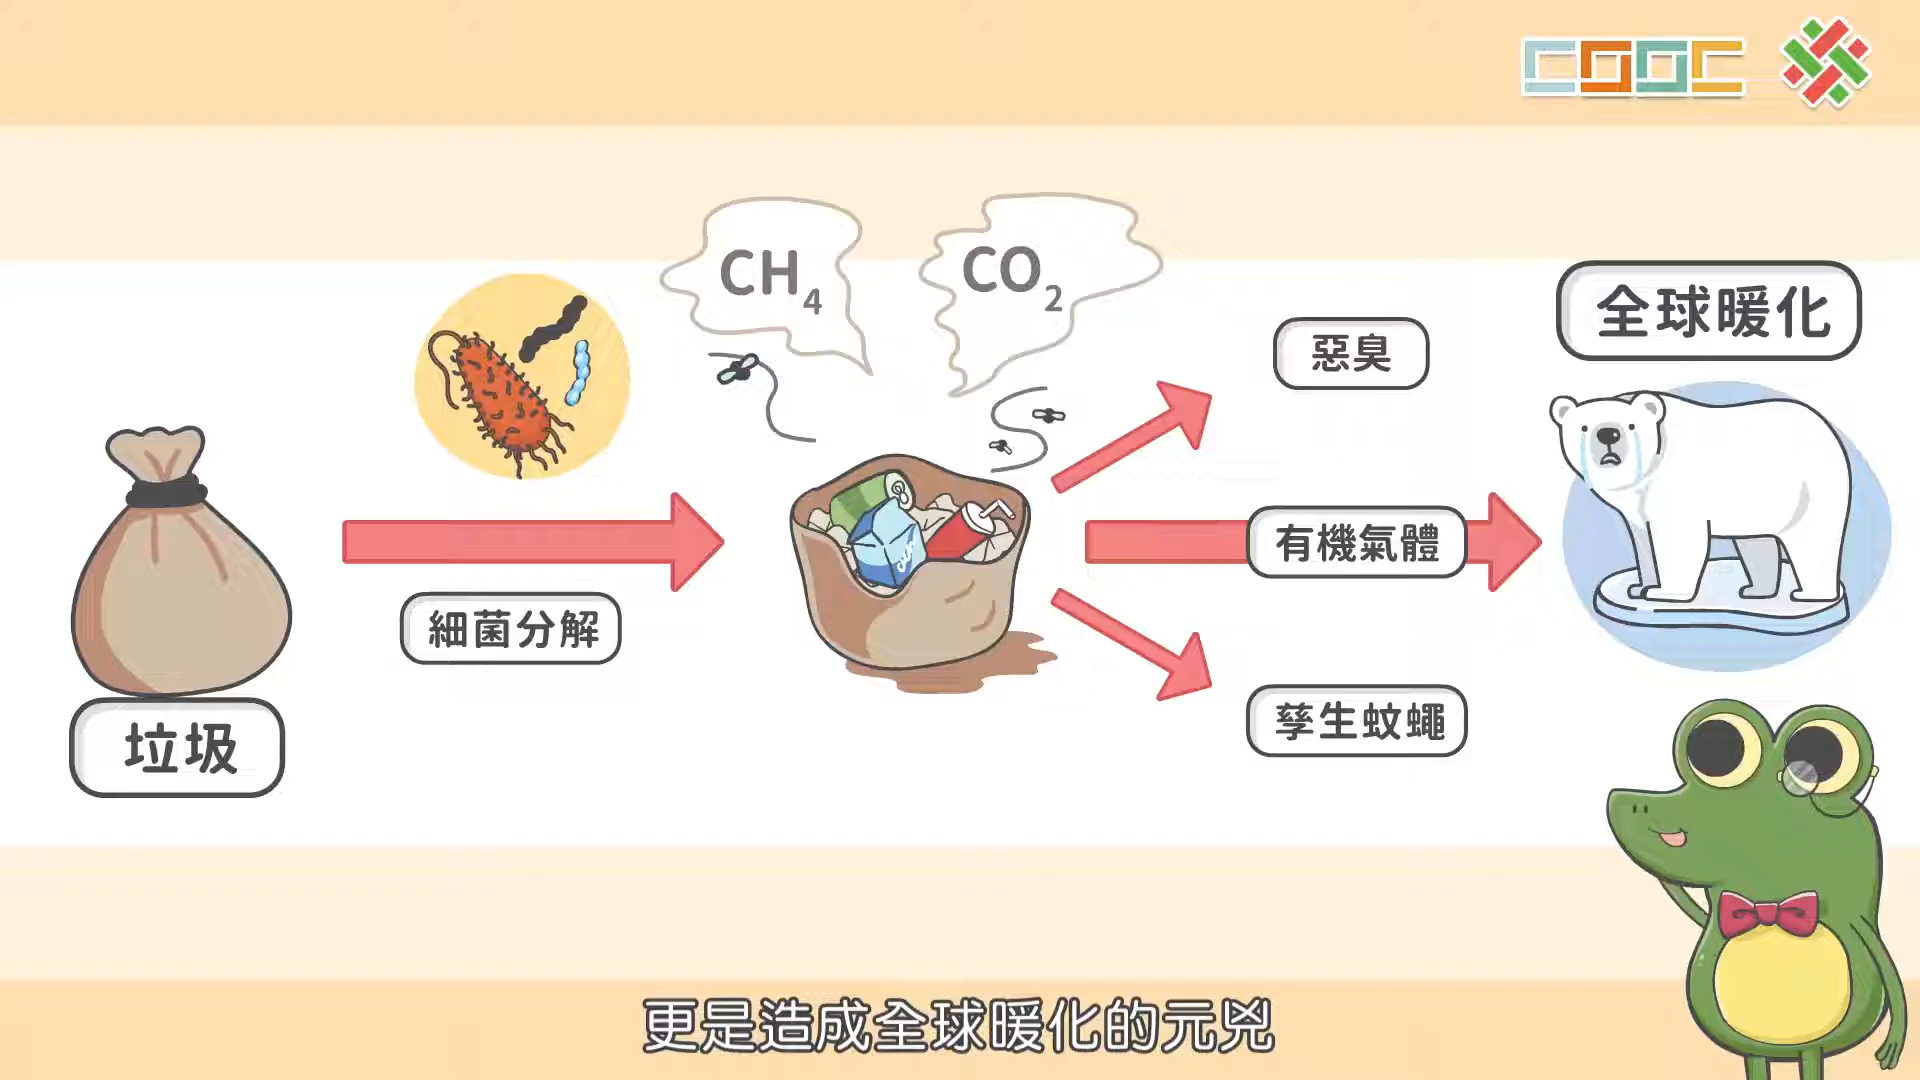 COOC
CH4
CO2
全球暖化
惡臭
有機氣體
細菌分解
孳生蚊蠅
垃圾
更是造成全球暖化的元兇